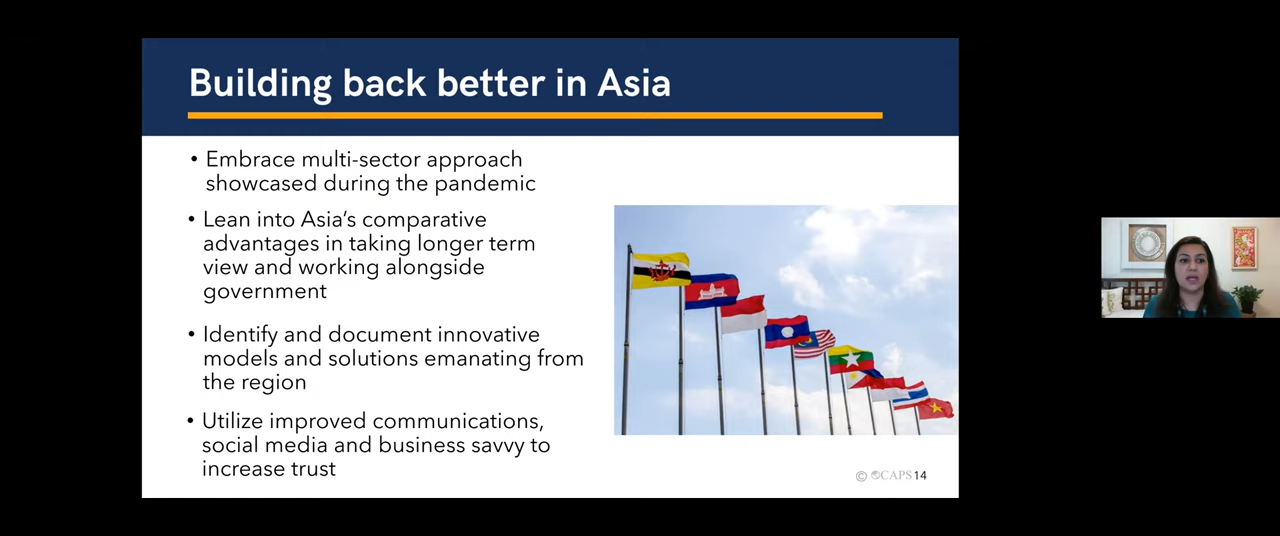 Building back better in Asia
• Embrace multi-sector approach
showcased during the pandemic
• Lean into Asia's comparative
advantages in taking longer term
view and working alongside
government
• Identify and document innovative
models and solutions emanating from
the region
• Utilize improved communications,
social media and business savvy to
increase trust
© CAPS 14